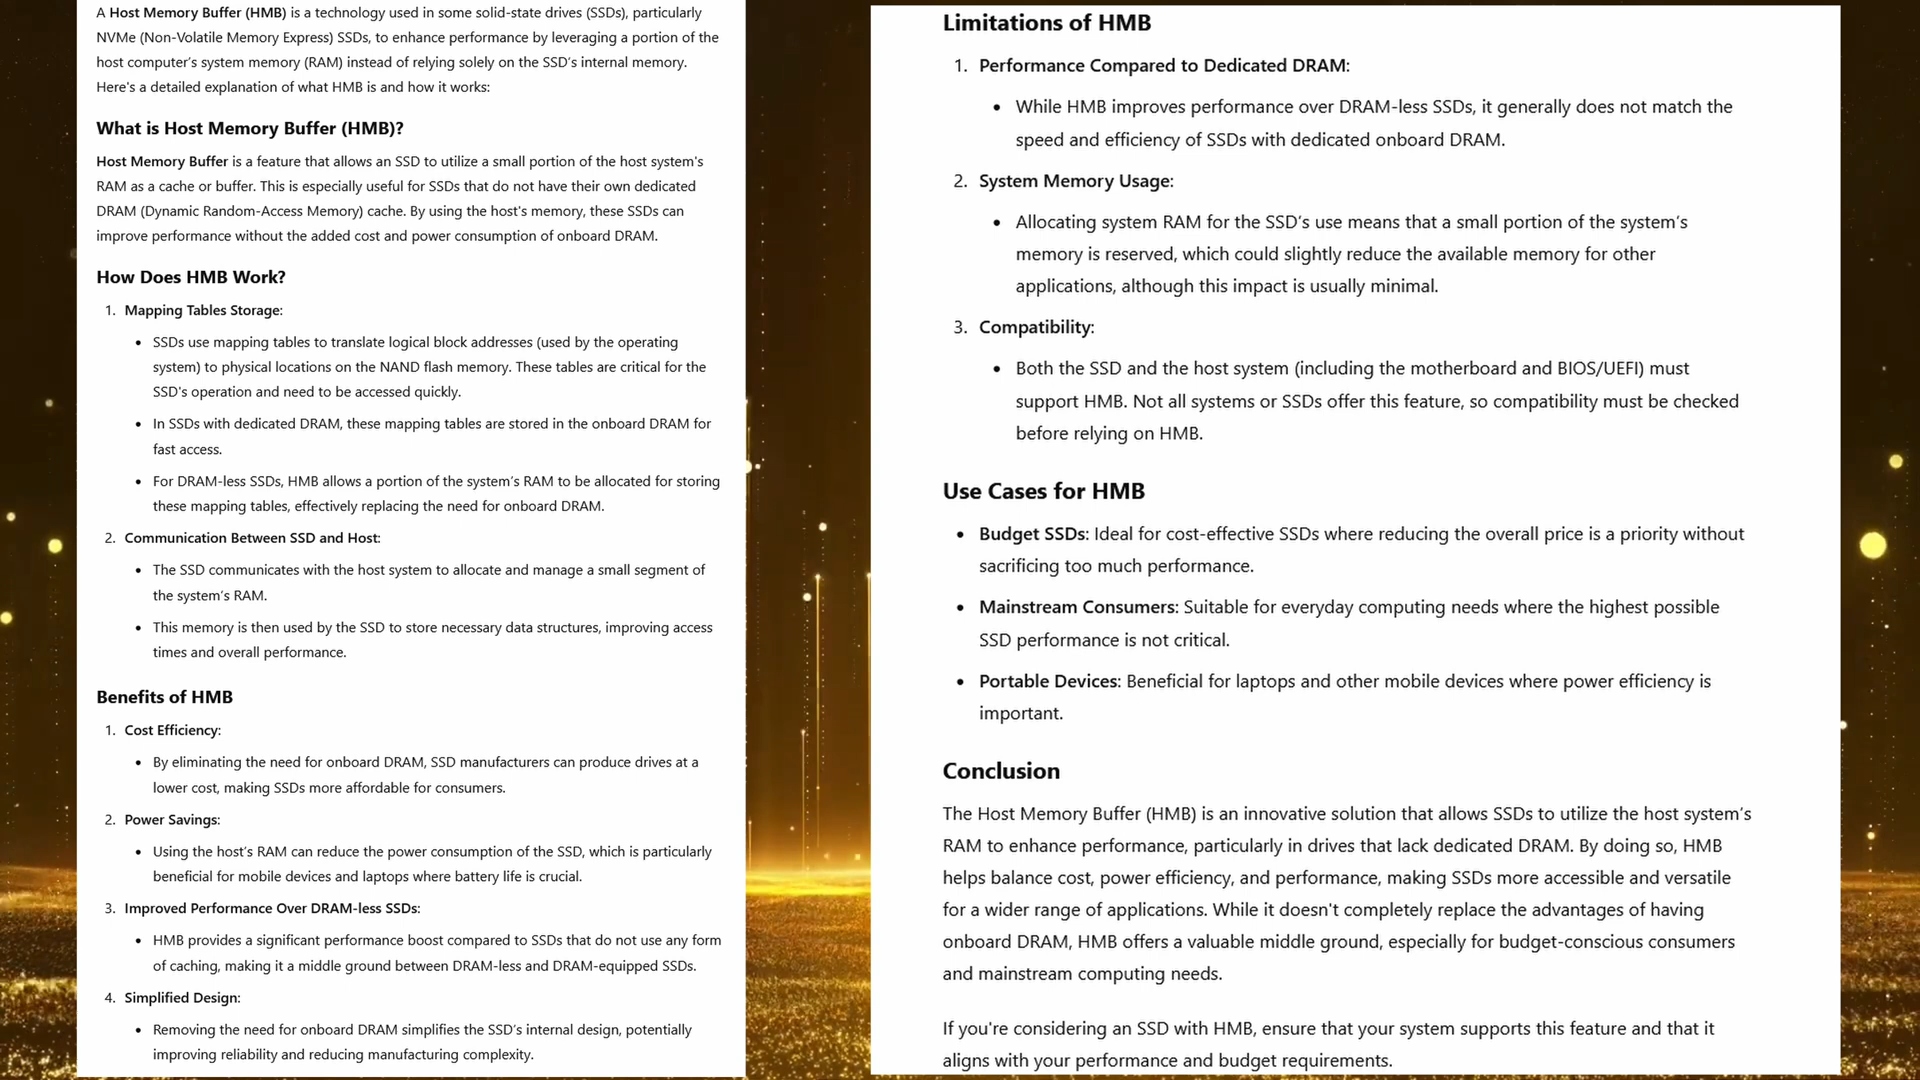 A Host Memory Buffer (HMB) is a technology used in some solid-state drives (SSDs), particularly
NVMe (Non-Volatile Memory Express) SSDs, to enhance performance by leveraging a portion of the
host computer's system memory (RAM) instead of relying solely on the SSD's internal memory.
Here's a detailed explanation of what HMB is and how it works:
What is Host Memory Buffer (HMB)?
Host Memory Buffer is a feature that allows an SSD to utilize a small portion of the host system's
RAM as a cache or buffer. This is especially useful for SSDs that do not have their own dedicated
DRAM (Dynamic Random-Access Memory) cache. By using the host's memory, these SSDs can
improve performance without the added cost and power consumption of onboard DRAM.
How Does HMB Work?
1. Mapping Tables Storage:
• SSDs use mapping tables to translate logical block addresses (used by the operating
system) to physical locations on the NAND flash memory. These tables are critical for the
SSD's operation and need to be accessed quickly.
• In SSDs with dedicated DRAM, these mapping tables are stored in the onboard DRAM for
fast access.
• For DRAM-less SSDs, HMB allows a portion of the system's RAM to be allocated for storing
these mapping tables, effectively replacing the need for onboard DRAM.
2. Communication Between SSD and Host:
• The SSD communicates with the host system to allocate and manage a small segment of
the system's RAM.
• This memory is then used by the SSD to store necessary data structures, improving access
times and overall performance.
Benefits of HMB
1. Cost Efficiency:
• By eliminating the need for onboard DRAM, SSD manufacturers can produce drives at a
lower cost, making SSDs more affordable for consumers.
2. Power Savings:
• Using the host's RAM can reduce the power consumption of the SSD, which is particularly
beneficial for mobile devices and laptops where battery life is crucial.
3. Improved Performance Over DRAM-less SSDs:
• HMB provides a significant performance boost compared to SSDs that do not use any form
of caching, making it a middle ground between DRAM-less and DRAM-equipped SSDs.
4. Simplified Design:
• Removing the need for onboard DRAM simplifies the SSD's internal design, potentially
improving reliability and reducing manufacturing complexity.
Limitations of HMB
1. Performance Compared to Dedicated DRAM:
• While HMB improves performance over DRAM-less SSDs, it generally does not match the
speed and efficiency of SSDs with dedicated onboard DRAM.
2. System Memory Usage:
• Allocating system RAM for the SSD's use means that a small portion of the system's
memory is reserved, which could slightly reduce the available memory for other
applications, although this impact is usually minimal.
3. Compatibility:
• Both the SSD and the host system (including the motherboard and BIOS/UEFI) must
support HMB. Not all systems or SSDs offer this feature, so compatibility must be checked
before relying on HMB.
Use Cases for HMB
• Budget SSDs: Ideal for cost-effective SSDs where reducing the overall price is a priority without
sacrificing too much performance.
• Mainstream Consumers: Suitable for everyday computing needs where the highest possible
SSD performance is not critical.
• Portable Devices: Beneficial for laptops and other mobile devices where power efficiency is
important.
Conclusion
The Host Memory Buffer (HMB) is an innovative solution that allows SSDs to utilize the host system's
RAM to enhance performance, particularly in drives that lack dedicated DRAM. By doing so, HMB
helps balance cost, power efficiency, and performance, making SSDs more accessible and versatile
for a wider range of applications. While it doesn't completely replace the advantages of having
onboard DRAM, HMB offers a valuable middle ground, especially for budget-conscious consumers
and mainstream computing needs.
If you're considering an SSD with HMB, ensure that your system supports this feature and that it
aligns with your performance and budget requirements.